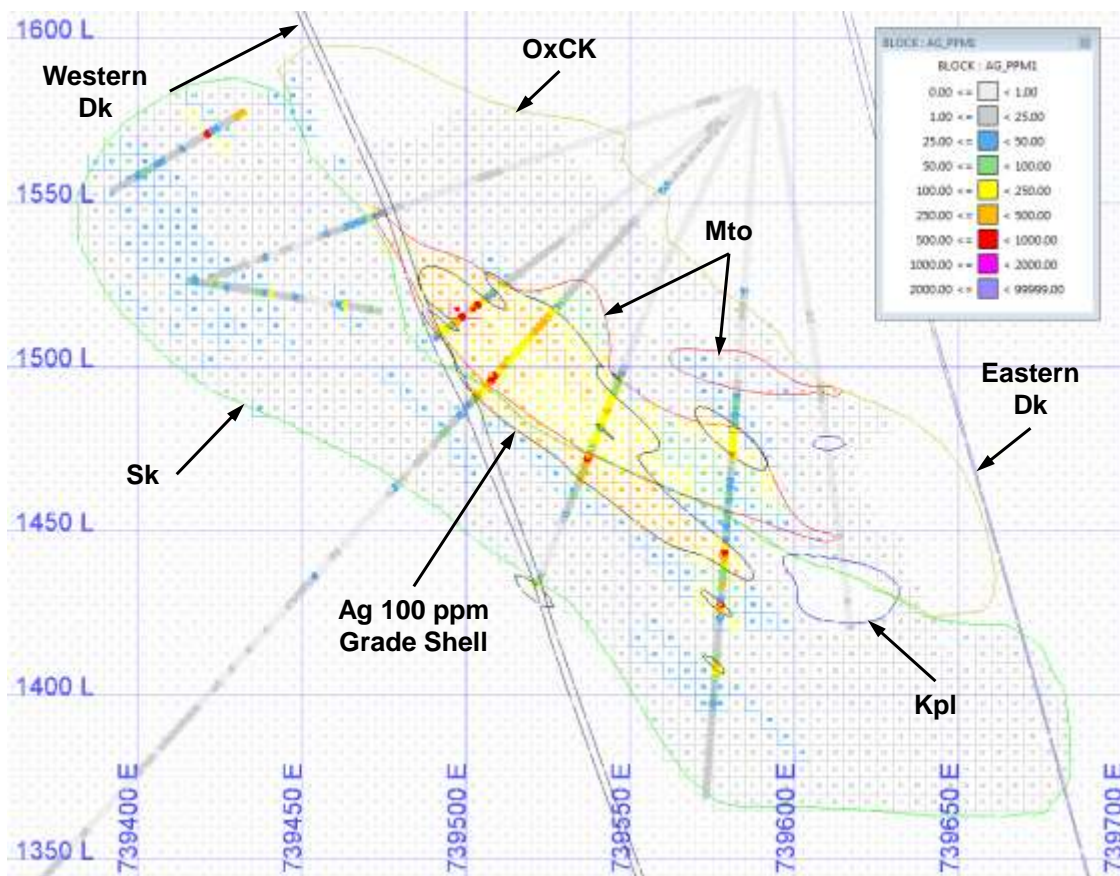 1600 L
Western
Dk
OxCK
BLOCK : AG_PPM1
BLOCK : AG_PPM1
0.00 <= < 1.00
1.00 <= < 25.00
25.00 <= < 50.00
50.00 <= < 100.00
100.00 <= < 250.00
250.00 <= < 500.00
500.00 <= < 1000.00
1000.00 <= < 2000.00
2000.00 <= < 99999.00
1550 L
Mto
1500 L
Eastern
Dk
Sk
1450 L
Ag 100 ppm
Grade Shell
Kpl
1400 L
1350 L
739400 E
739450 E
739500 E
739550 E
739600 E
739650 E
739700 E